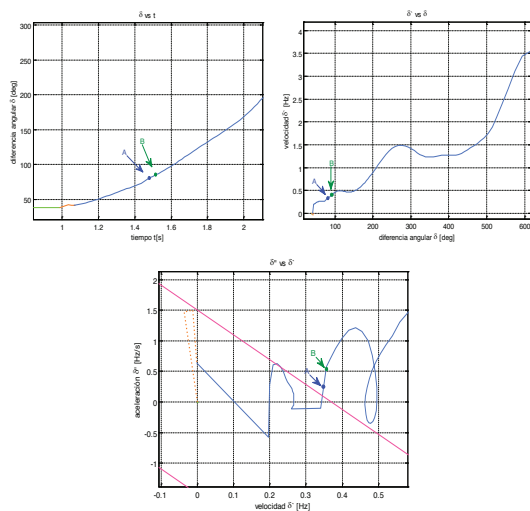 δ vs t
diferencia angular δ [deg]
300
250
200
150
100
50
A
B
1
1.2
1.4
1.6
1.8
2
tiempo t[s]
δ´ vs δ
velocidad δ´ [Hz]
4
3.5
3
2.5
2
1.5
1
0.5
0
A
B
100
200
300
400
500
600
diferencia angular δ [deg]
δ" vs δ´
aceleración δ" [Hz/s]
2
1.5
1
0.5
0
-0.5
-1
B
A
-0.1
0
0.1
0.2
0.3
0.4
0.5
velocidad δ´ [Hz]